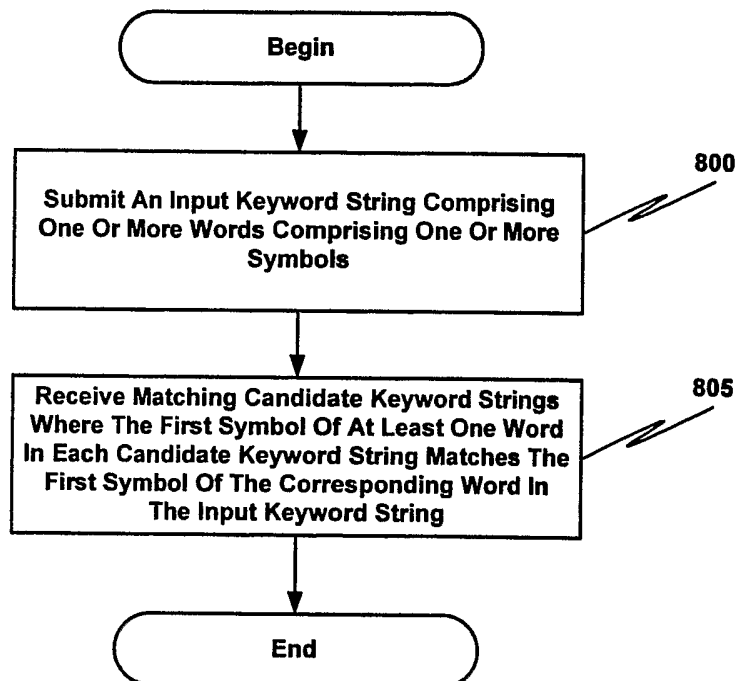 Begin
800
Submit An Input Keyword String Comprising
One Or More Words Comprising One Or More
Symbols
805
Receive Matching Candidate Keyword Strings
Where The First Symbol Of At Least One Word
In Each Candidate Keyword String Matches The
First Symbol Of The Corresponding Word In
The Input Keyword String
End